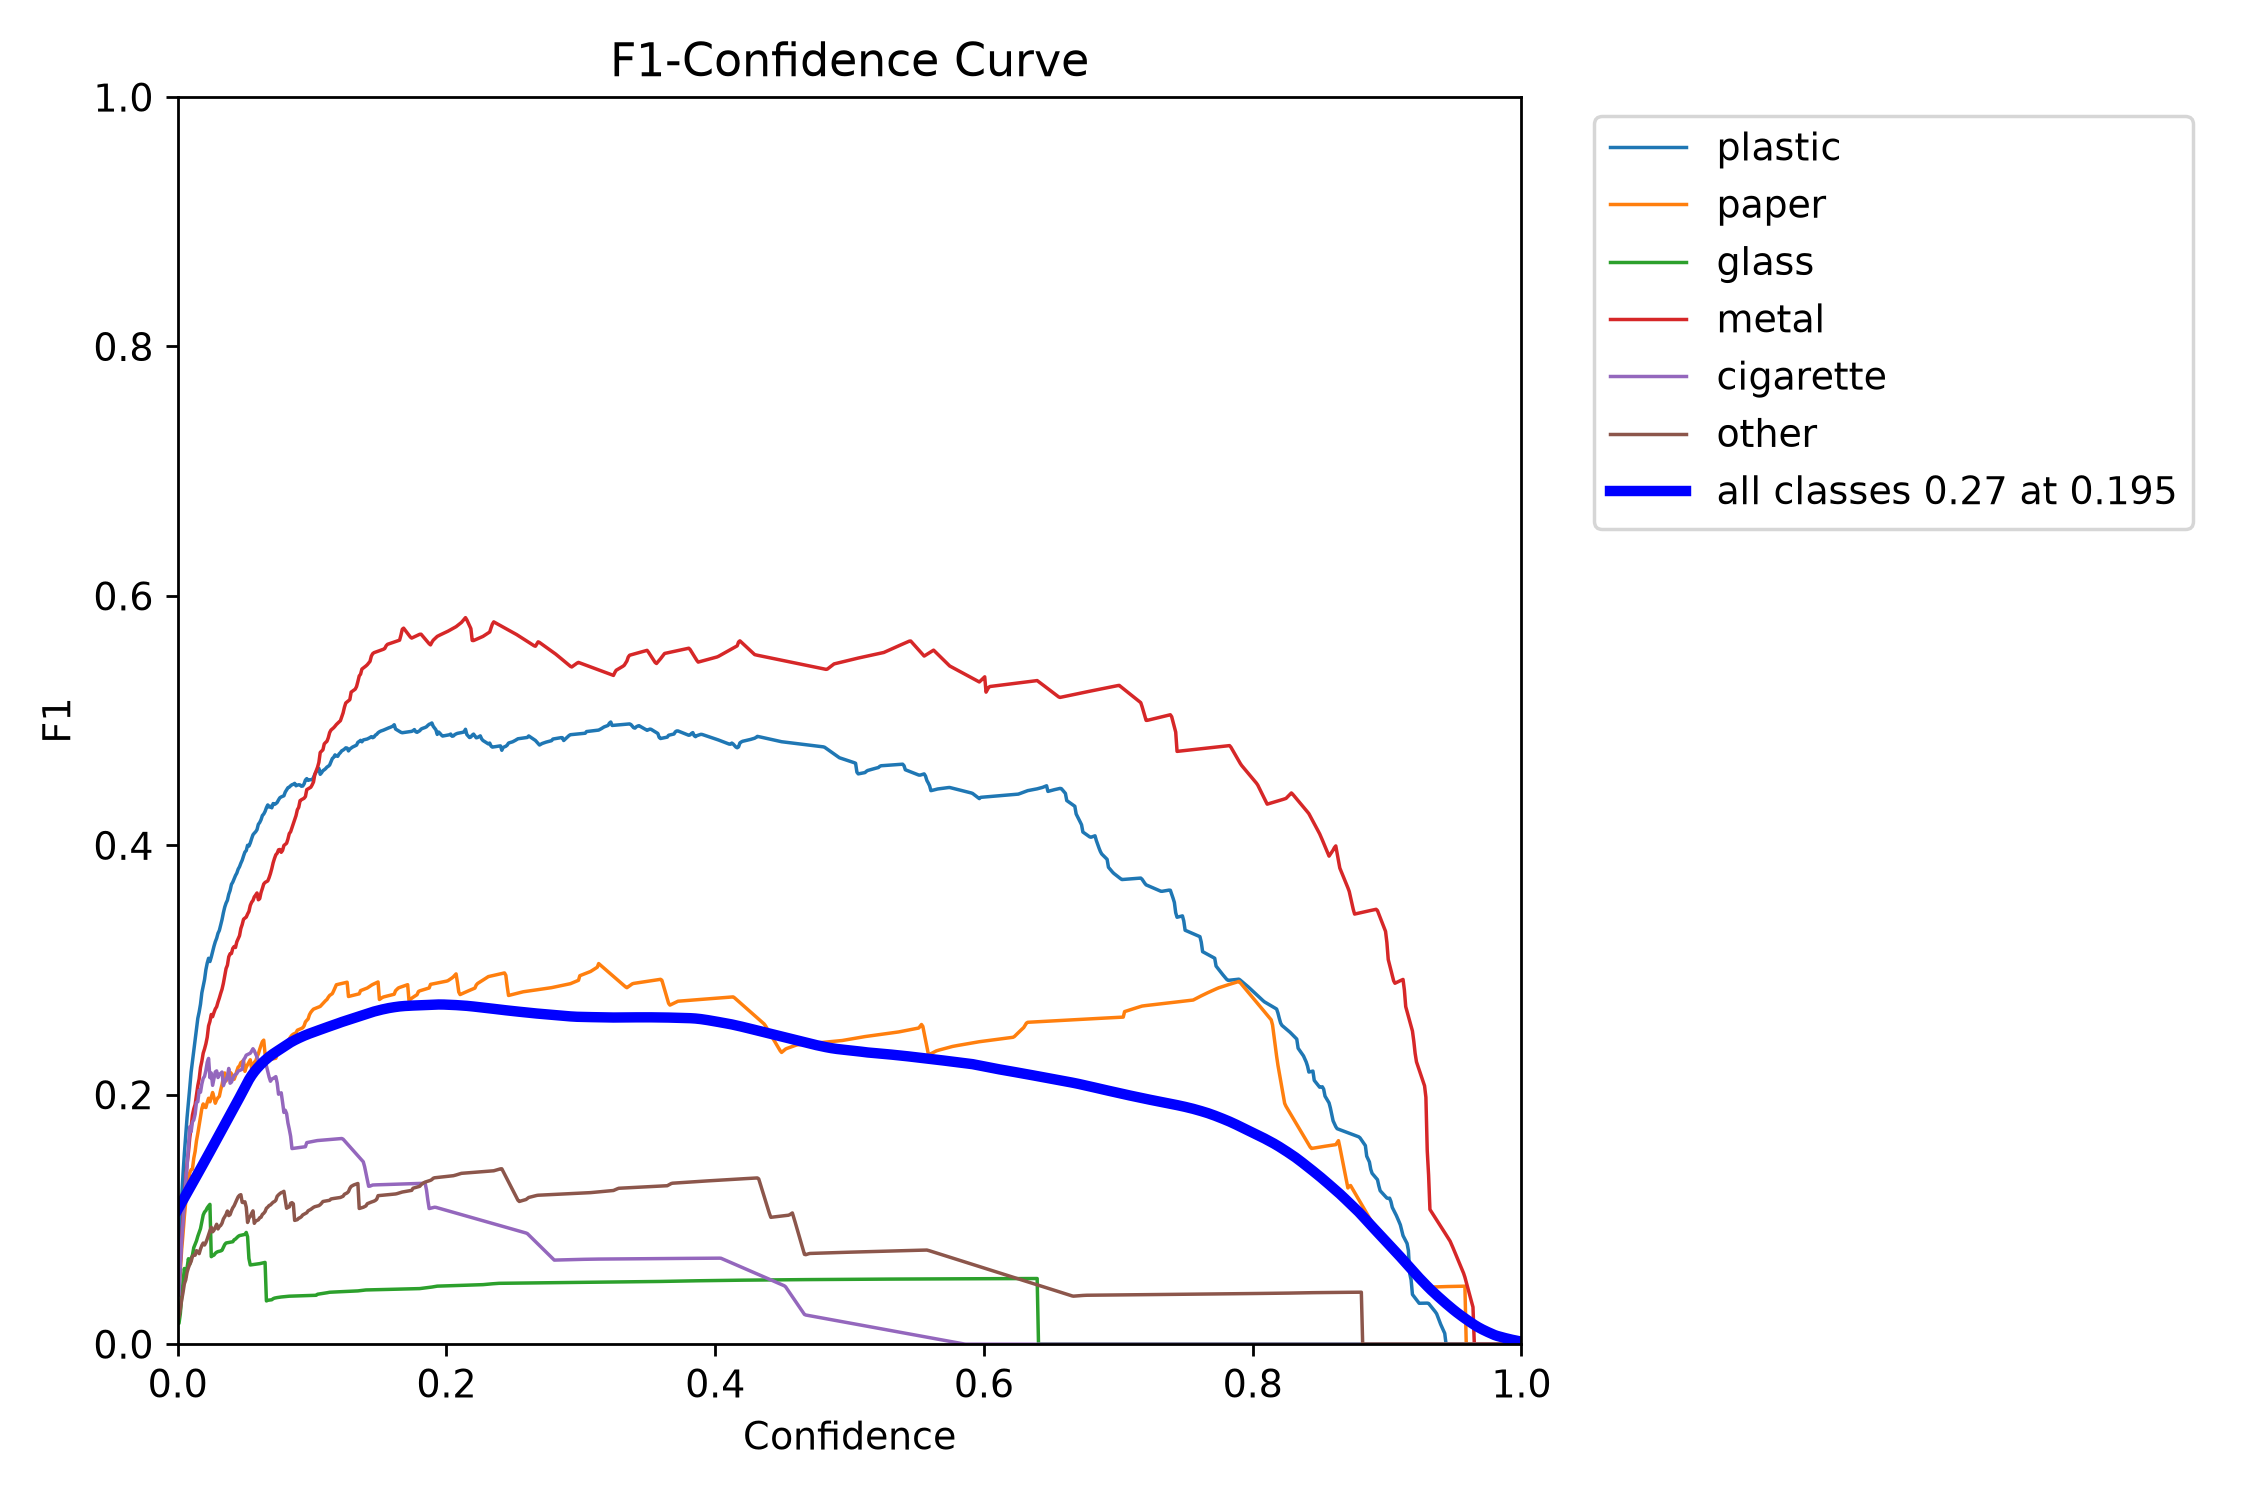 F1-Confidence Curve
1.0
0.8
0.6
0.4
0.2
0.0
F1
0.0 0.2 0.4 0.6 0.8 1.0
Confidence
plastic
paper
glass
metal
cigarette
other
all classes 0.27 at 0.195